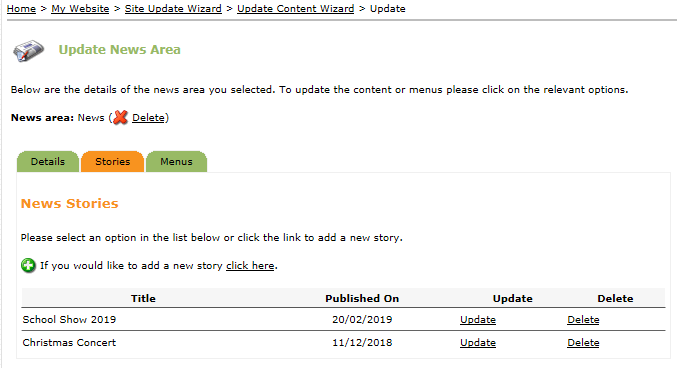 Home > My Website > Site Update Wizard > Update Content Wizard > Update
Update News Area
Below are the details of the news area you selected. To update the content or menus please click on the relevant options.
News area: News (Delete)
Details Stories Menus
News Stories
Please select an option in the list below or click the link to add a new story.
If you would like to add a new story click here.
Title Published On Update Delete
School Show 2019 20/02/2019 Update Delete
Christmas Concert 11/12/2018 Update Delete